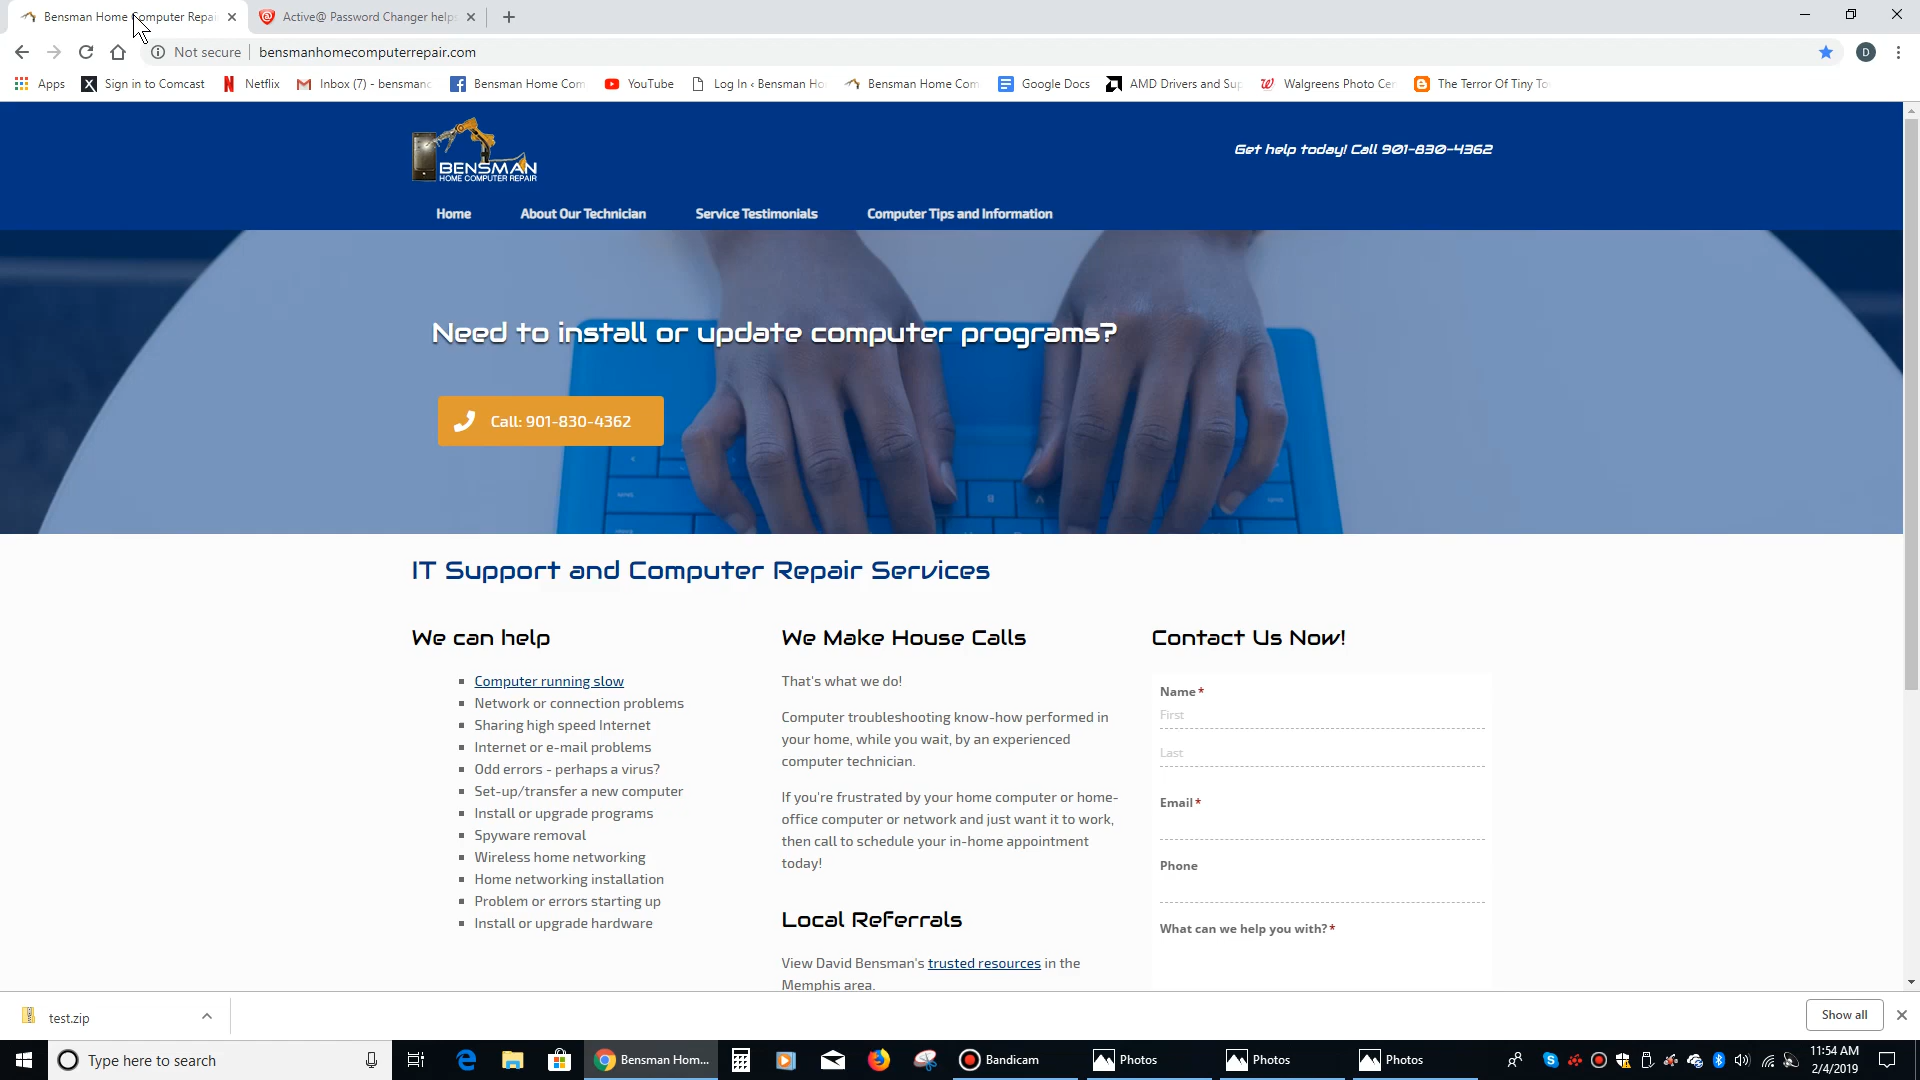 Bensman Home Computer Repai
Active@ Password Changer helps
Not secure
bensmanhomecomputerrepair.com
D
Apps
Sign in to Comcast
Netflix
Inbox (7) - bensmanc
Bensman Home Com
YouTube
Log In ‹ Bensman Ho
Bensman Home Com
Google Docs
AMD Drivers and Sup
Walgreens Photo Cen
The Terror Of Tiny To
BENSMAN
HOME COMPUTER REPAIR
Get help today! Call 901-830-4362
Home
About Our Technician
Service Testimonials
Computer Tips and Information
Need to install or update computer programs?
Call: 901-830-4362
IT Support and Computer Repair Services
We can help
Computer running slow
Network or connection problems
Sharing high speed Internet
Internet or e-mail problems
Odd errors - perhaps a virus?
Set-up/transfer a new computer
Install or upgrade programs
Spyware removal
Wireless home networking
Home networking installation
Problem or errors starting up
Install or upgrade hardware
We Make House Calls
That's what we do!
Computer troubleshooting know-how performed in
your home, while you wait, by an experienced
computer technician.
If you're frustrated by your home computer or home-
office computer or network and just want it to work,
then call to schedule your in-home appointment
today!
Local Referrals
View David Bensman's trusted resources in the
Memphis area.
Contact Us Now!
Name*
First
Last
Email*
Phone
What can we help you with?*
test.zip
Show all
Type here to search
Bensman Hom...
Bandicam
Photos
Photos
Photos
11:54 AM
2/4/2019